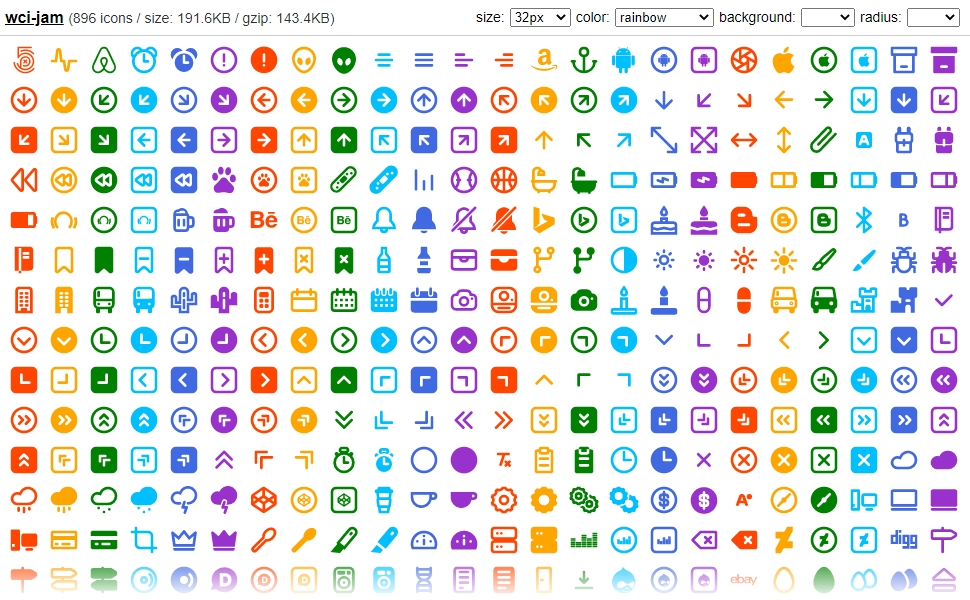 wci-jam (896 icons / size: 191.6KB / gzip: 143.4KB) size: 32px color: rainbow background: radius:
a
A
Bē Bē Bē
B
Tx
$ $ A
digg
D D D D ebay